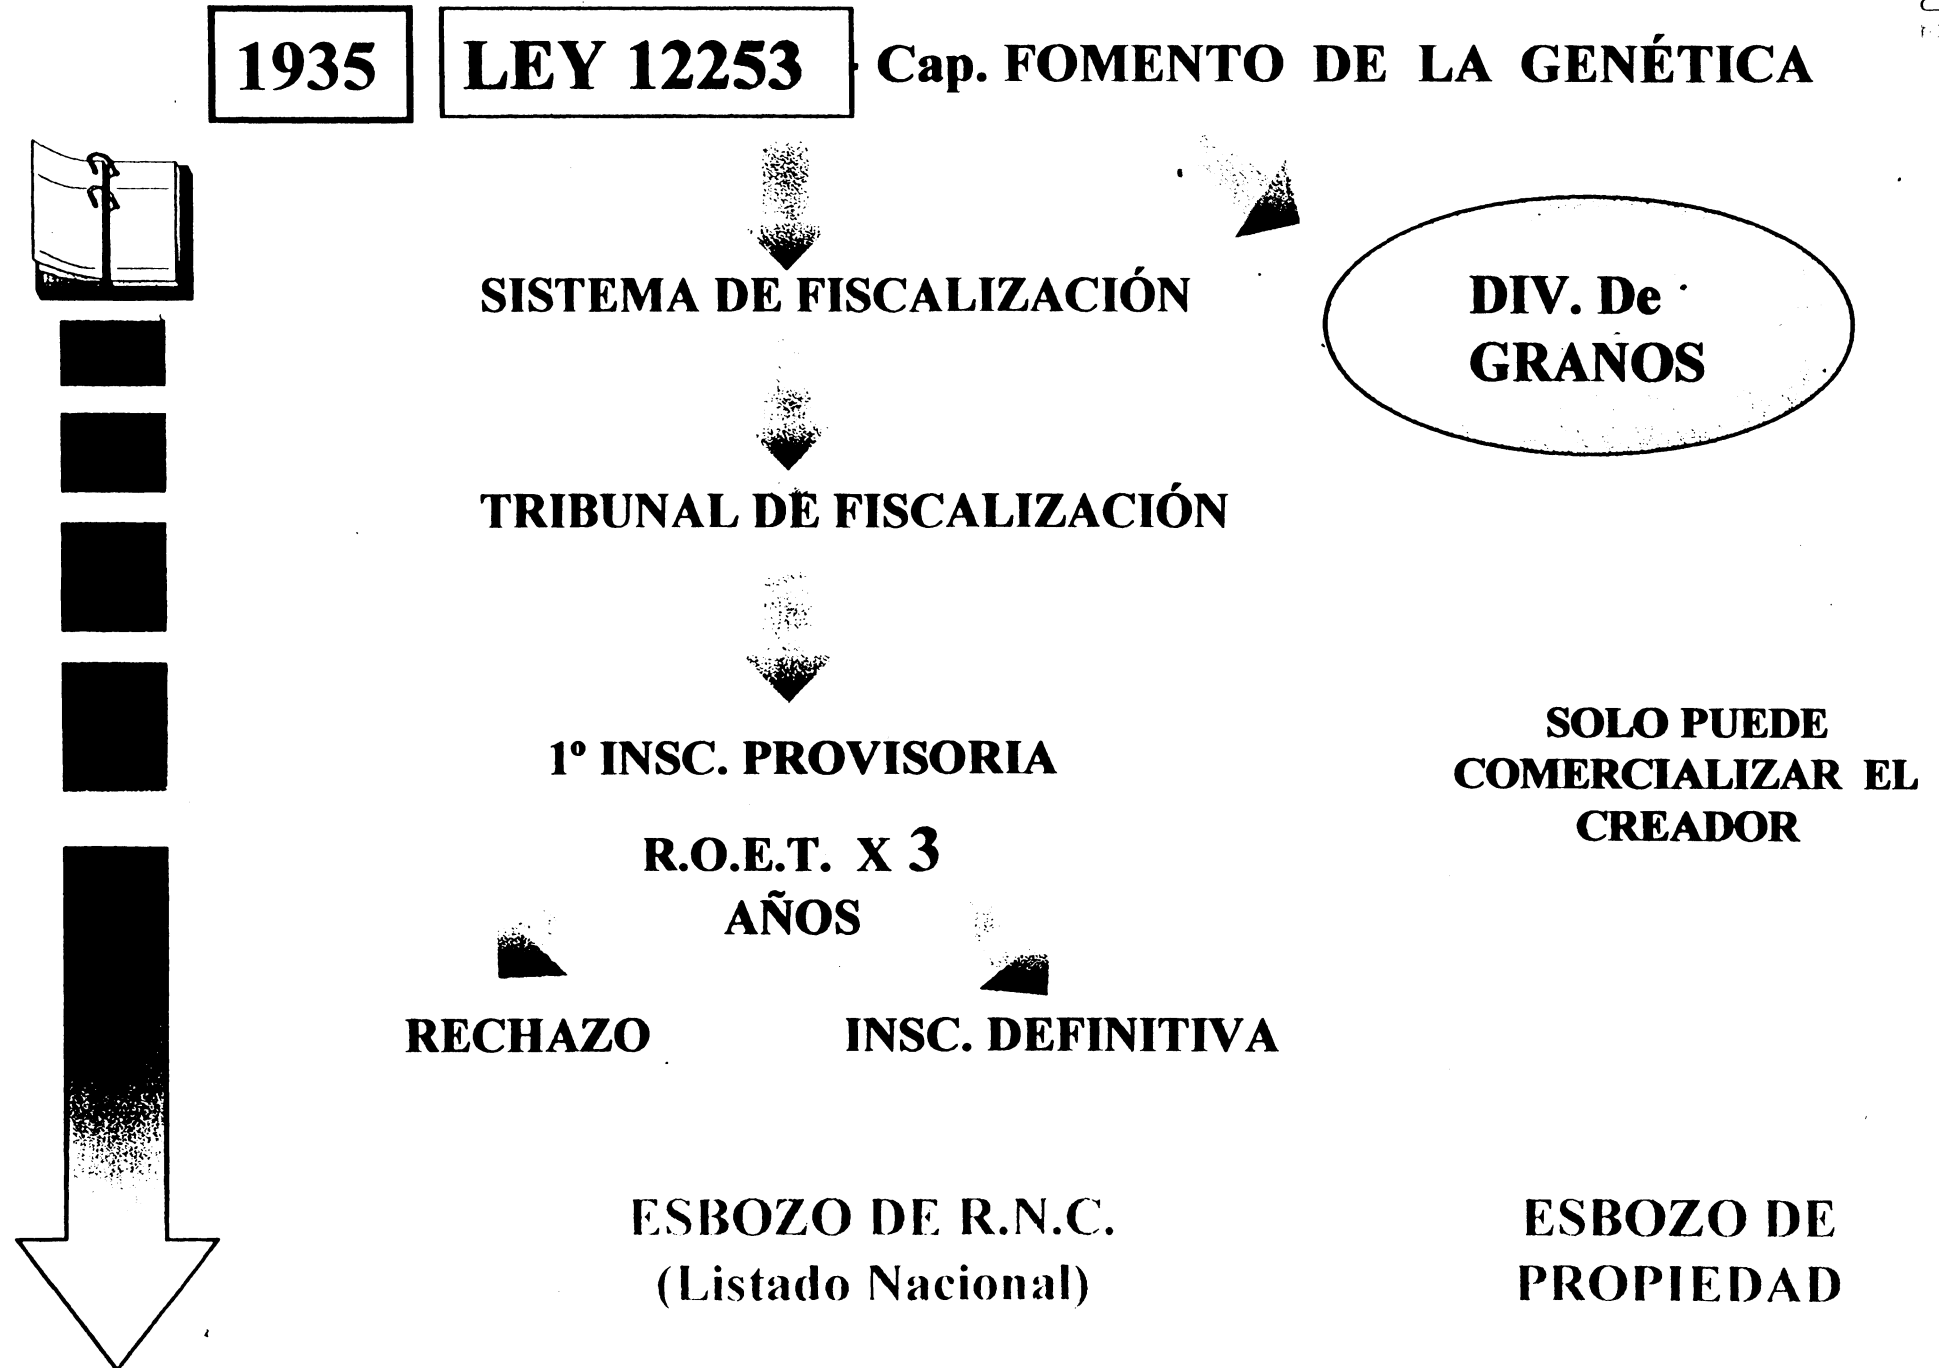 1935 LEY 12253 Cap. FOMENTO DE LA GENÉTICA
SISTEMA DE FISCALIZACIÓN
DIV. De
GRANOS
TRIBUNAL DE FISCALIZACIÓN
1º INSC. PROVISORIA
SOLO PUEDE
COMERCIALIZAR EL
CREADOR
R.O.E.T. X 3
AÑOS
RECHAZO INSC. DEFINITIVA
ESBOZO DE R.N.C.
(Listado Nacional)
ESBOZO DE
PROPIEDAD